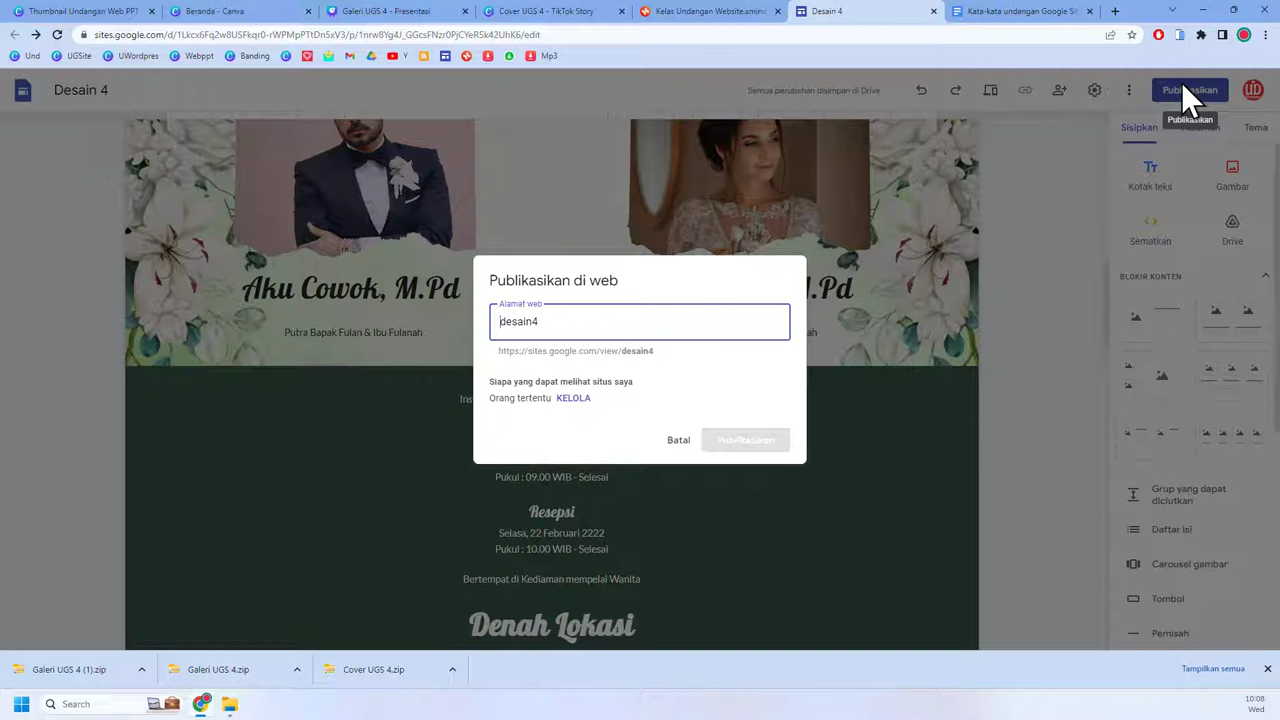 Thumbnail Undangan Web PPT
Beranda - Canva
Galeri UGS4 - Presentasi
Cover UGS 4 - TikTok Story
Kelas Undangan Website.xmind
Desain 4
Kata-kata undangan Google Si
sites.google.com/d/1Lkcx6Fq2w8USFkqr0-rWPMpPTtDn5xV3/p/1nrw8Yg4J_GGcsFNzr0PjCYeR5k42UhK6/edit
Und
UGSite
UWordpres
Webppt
Banding
Y
Mp3
Desain 4
Semua perubahan disimpan di Drive
Publikasikan
Publikasikan
Sisipkan
Halaman
Tema
Kotak teks
Gambar
Sematkan
Drive
BLOKIR KONTEN
Grup yang dapat
diciutkan
Daftar isi
Carousel gambar
Tombol
Pemisah
Aku Cowok, M.Pd
M.Pd
Putra Bapak Fulan & Ibu Fulanah
Publikasikan di web
Alamat web
desain4
https://sites.google.com/view/desain4
Siapa yang dapat melihat situs saya
Orang tertentu KELOLA
Batal
Publikasikan
Pukul : 09.00 WIB - Selesai
Resepsi
Selasa, 22 Februari 2222
Pukul : 10.00 WIB - Selesai
Bertempat di Kediaman mempelai Wanita
Denah Lokasi
Galeri UGS 4 (1).zip
Galeri UGS 4.zip
Cover UGS 4.zip
Tampilkan semua
Search
10:08
Wed